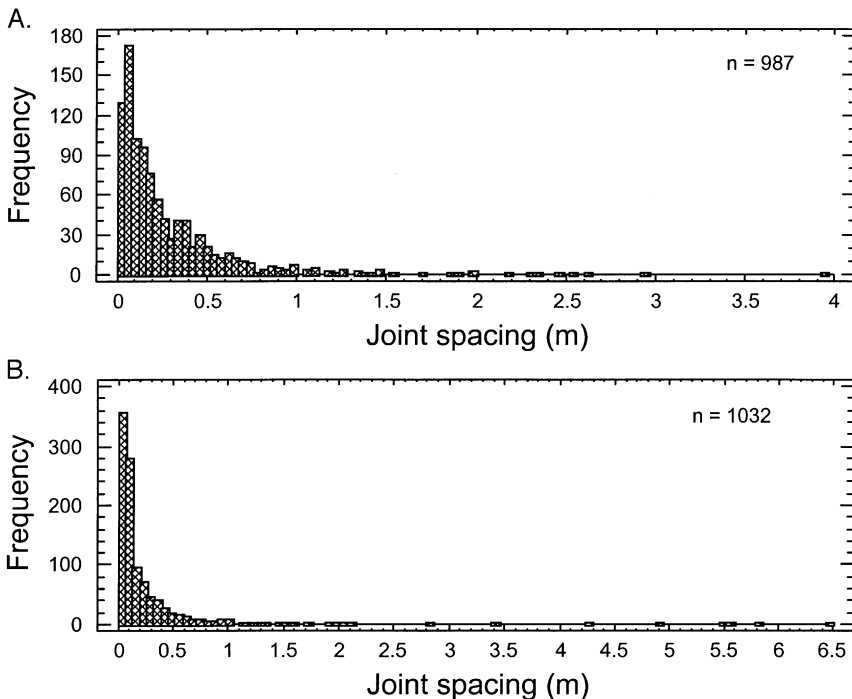 A.
180
150
120
90
60
30
0
Frequency
n = 987
0 0.5 1 1.5 2 2.5 3 3.5 4
Joint spacing (m)
B.
400
300
200
100
0
Frequency
n = 1032
0 0.5 1 1.5 2 2.5 3 3.5 4 4.5 5 5.5 6 6.5
Joint spacing (m)